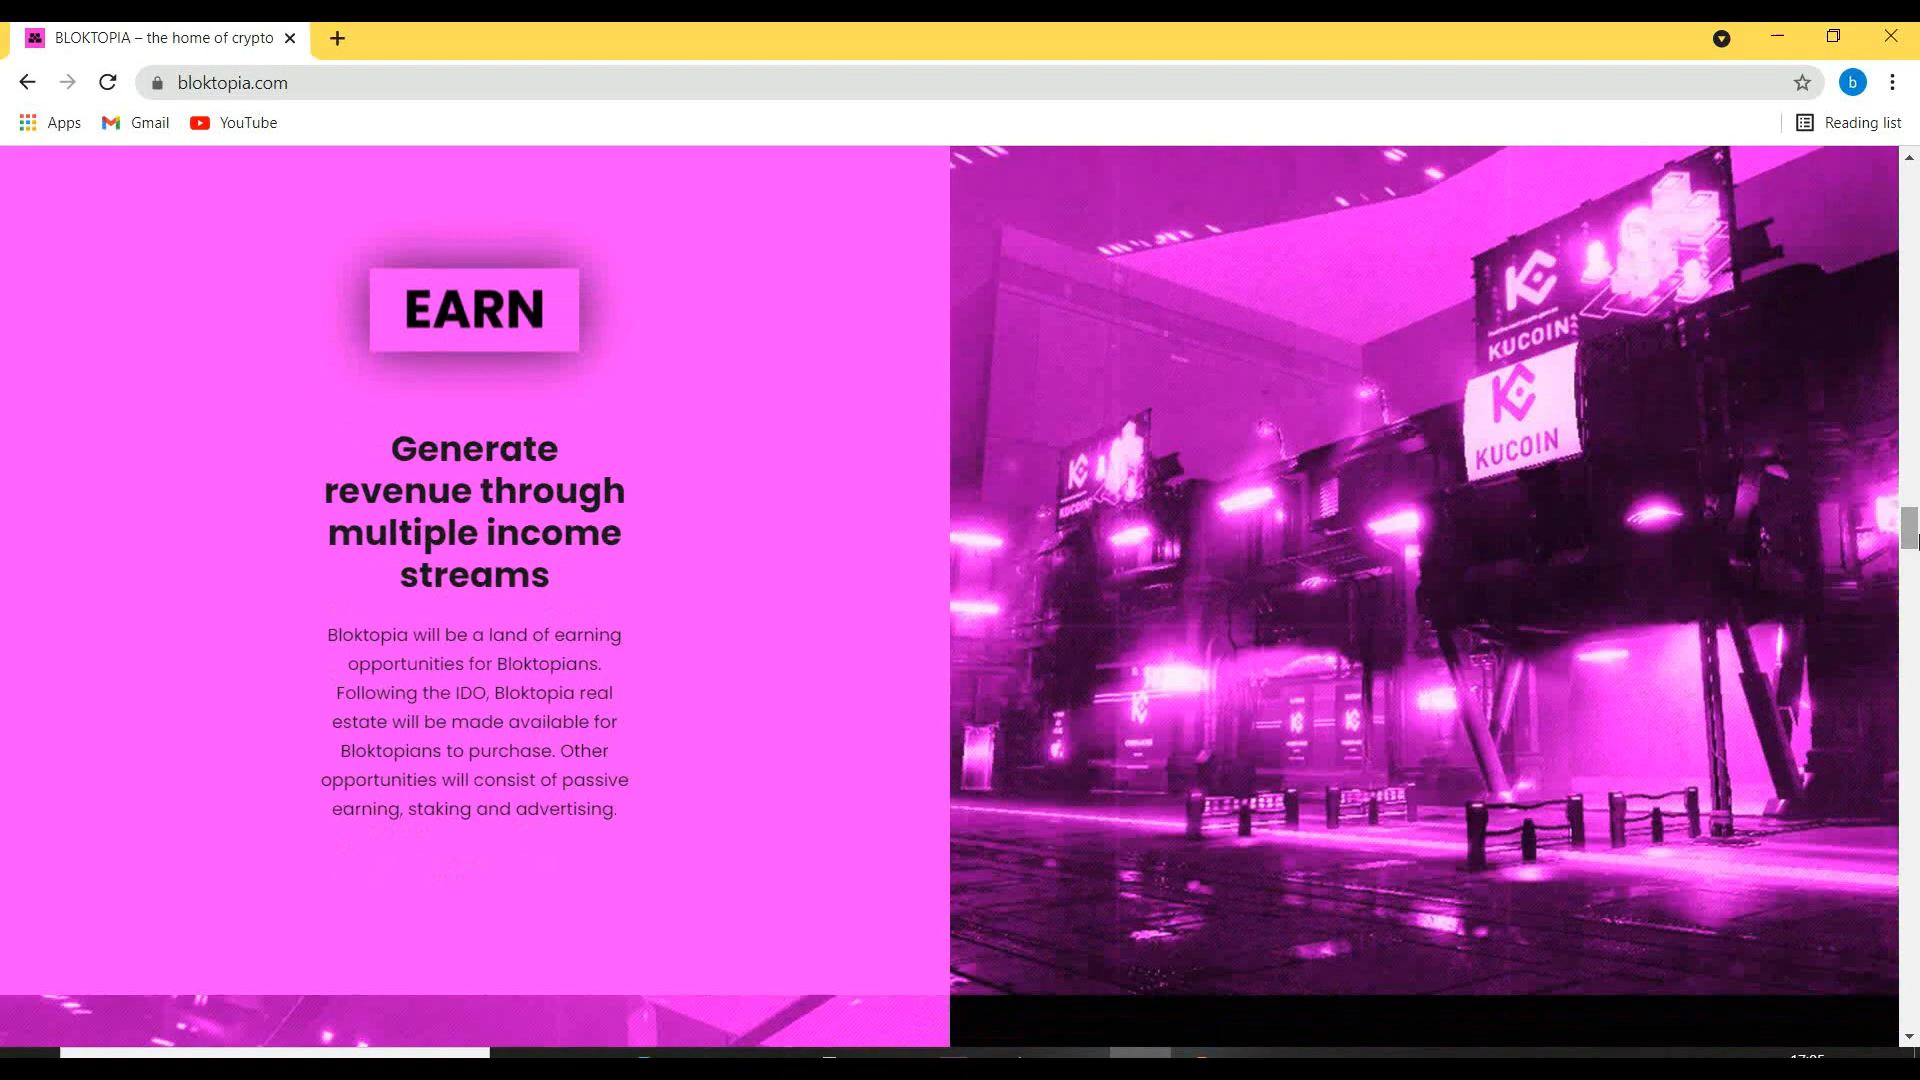 BLOKTOPIA – the home of crypto
bloktopia.com
b
Apps
Gmail
YouTube
Reading list
EARN
Generate
revenue through
multiple income
streams
Bloktopia will be a land of earning
opportunities for Bloktopians.
Following the IDO, Bloktopia real
estate will be made available for
Bloktopians to purchase. Other
opportunities will consist of passive
earning, staking and advertising.
KUCOIN
KUCOIN
KUCOIN